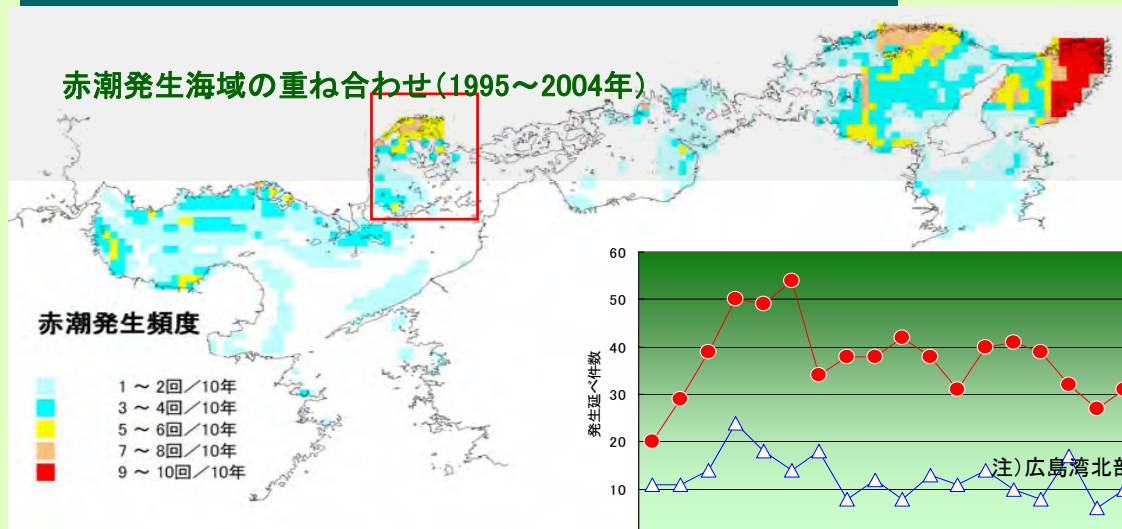 赤潮発生海域の重ね合わせ(1995～2004年)
赤潮発生頻度
1 ～ 2回／10年
3 ～ 4回／10年
5 ～ 6回／10年
7 ～ 8回／10年
9 ～ 10回／10年
60
50
40
30
20
10
発生延べ件数
注)広島湾北部